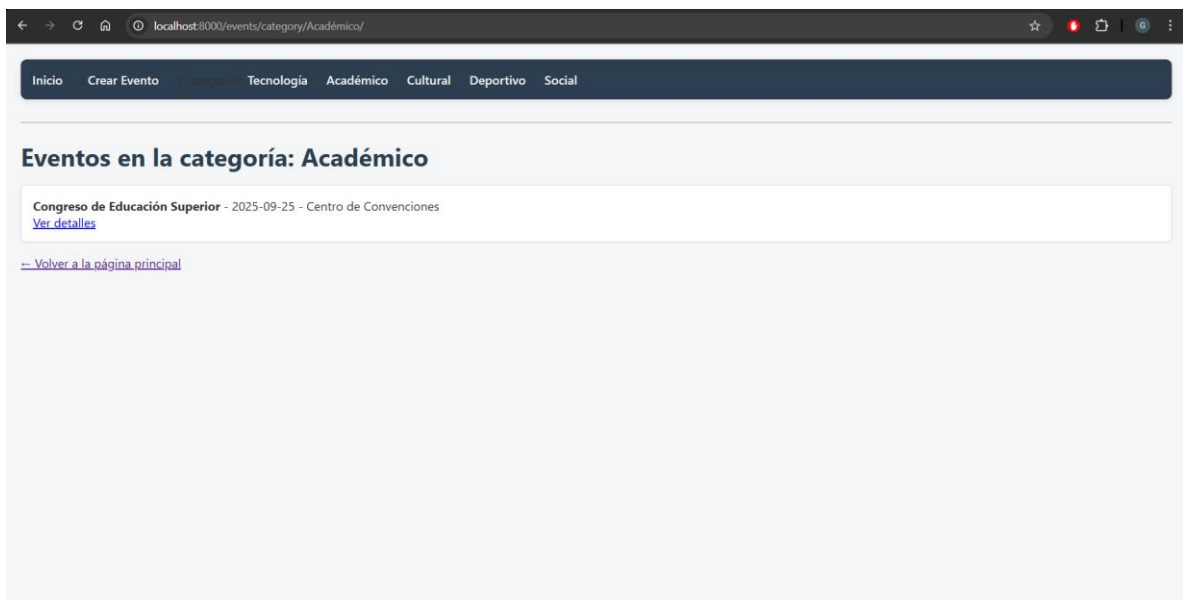 localhost:8000/events/category/Académico/
G
Inicio Crear Evento Tecnología Académico Cultural Deportivo Social
Eventos en la categoría: Académico
Congreso de Educación Superior - 2025-09-25 - Centro de Convenciones
Ver detalles
← Volver a la página principal